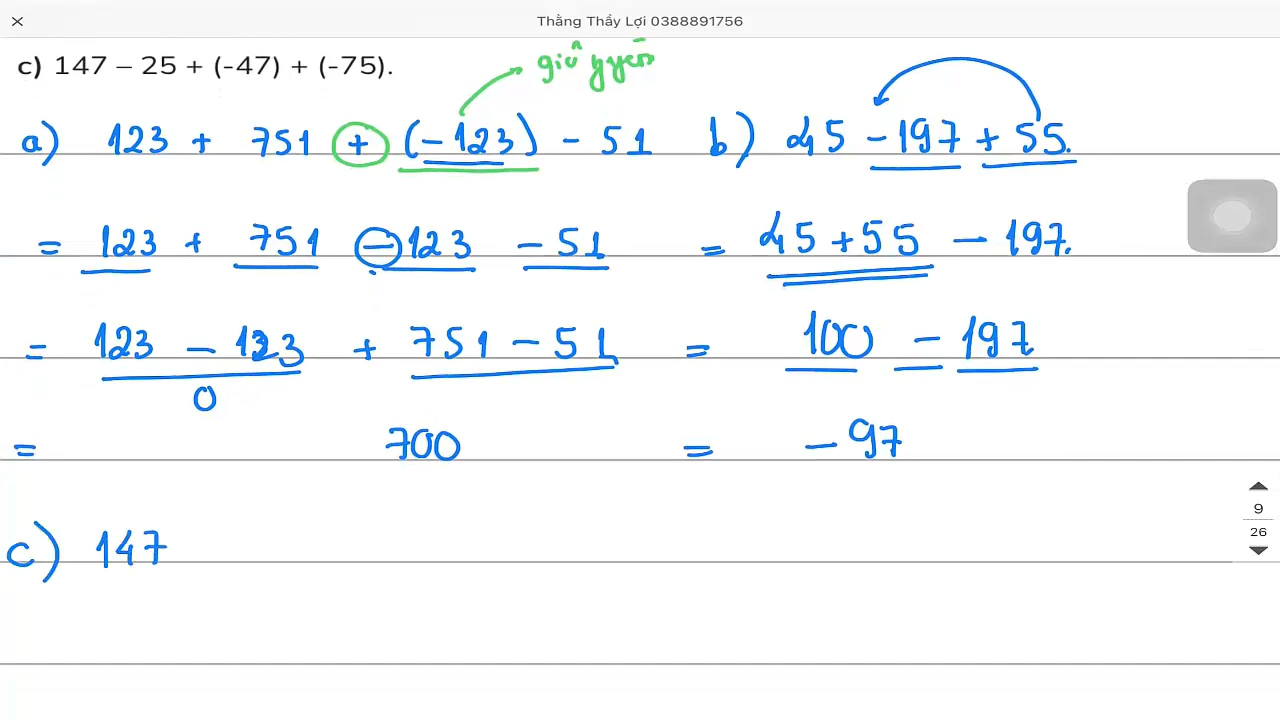 Thằng Thầy Lợi 0388891756
c) 147 – 25 + (-47) + (-75).
giữ nguyên
a) 123 + 751 + (-123) - 51
= 123 + 751 - 123 - 51
= 123 - 123 + 751 - 51
0
= 700
b) 45 - 197 + 55.
= 45 + 55 - 197.
= 100 - 197
= - 97
c) 147
9
26